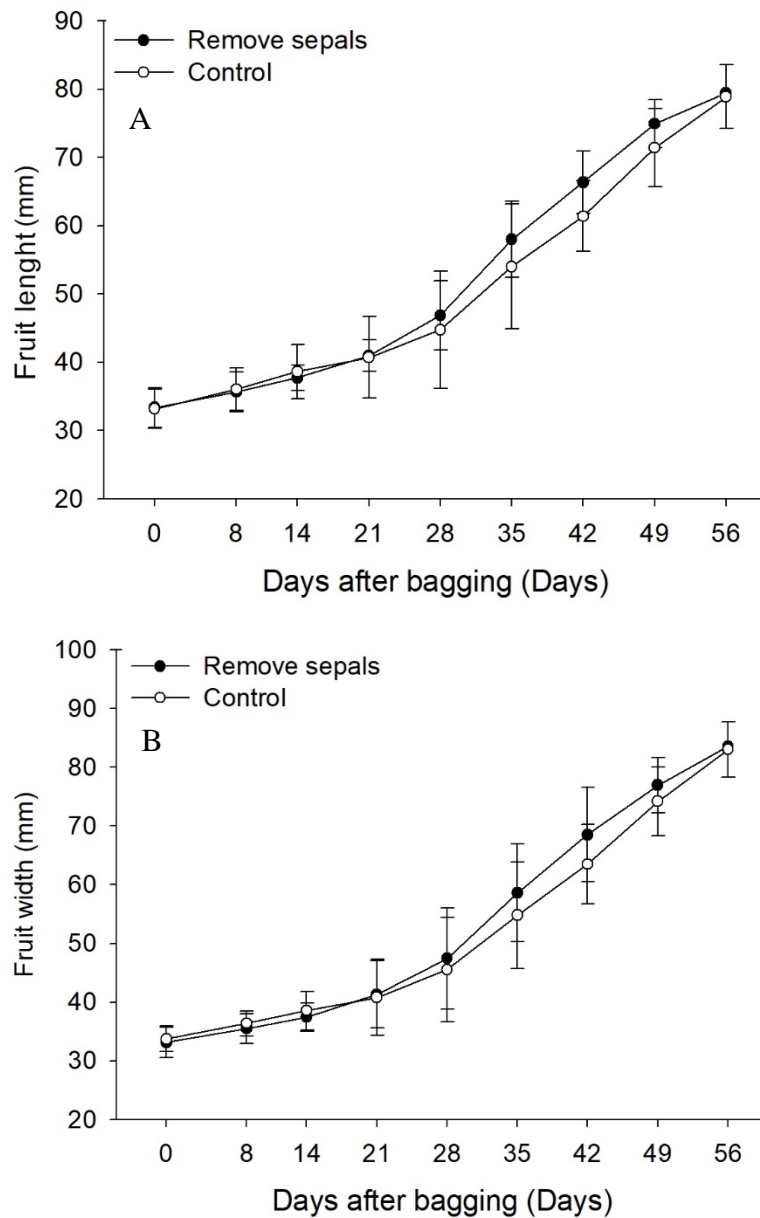 Remove sepals
Control
A
90
80
70
60
50
40
30
20
Fruit lenght (mm)
0 8 14 21 28 35 42 49 56
Days after bagging (Days)
Remove sepals
Control
B
100
90
80
70
60
50
40
30
20
Fruit width (mm)
0 8 14 21 28 35 42 49 56
Days after bagging (Days)